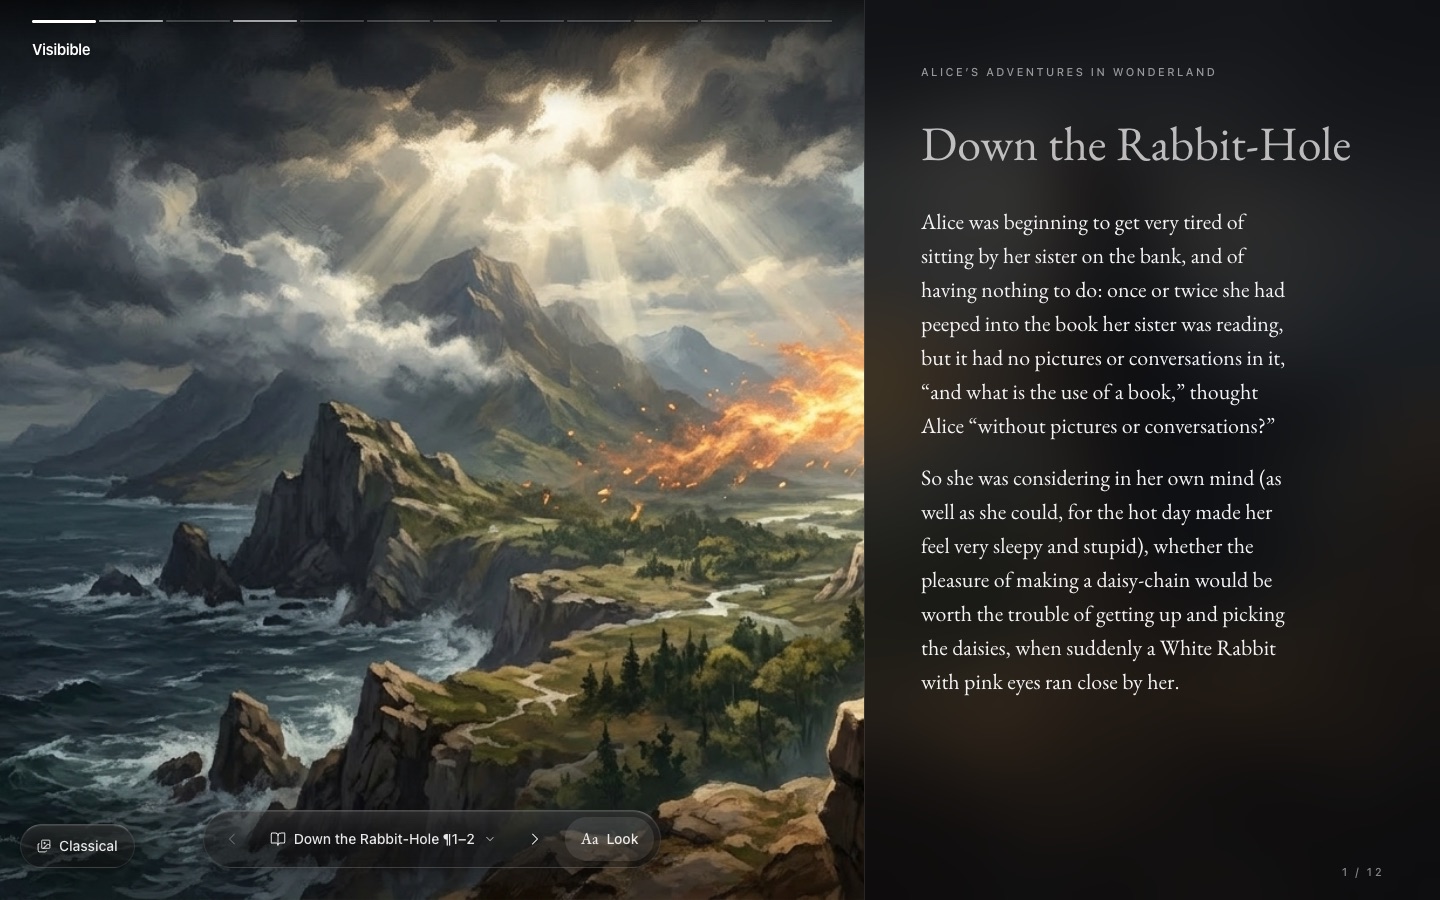 Visibible
ALICE’S ADVENTURES IN WONDERLAND
Down the Rabbit-Hole
Alice was beginning to get very tired of
sitting by her sister on the bank, and of
having nothing to do: once or twice she had
peeped into the book her sister was reading,
but it had no pictures or conversations in it,
“and what is the use of a book,” thought
Alice “without pictures or conversations?”
So she was considering in her own mind (as
well as she could, for the hot day made her
feel very sleepy and stupid), whether the
pleasure of making a daisy-chain would be
worth the trouble of getting up and picking
the daisies, when suddenly a White Rabbit
with pink eyes ran close by her.
Classical
Down the Rabbit-Hole ¶1–2
Aa Look
1 / 12